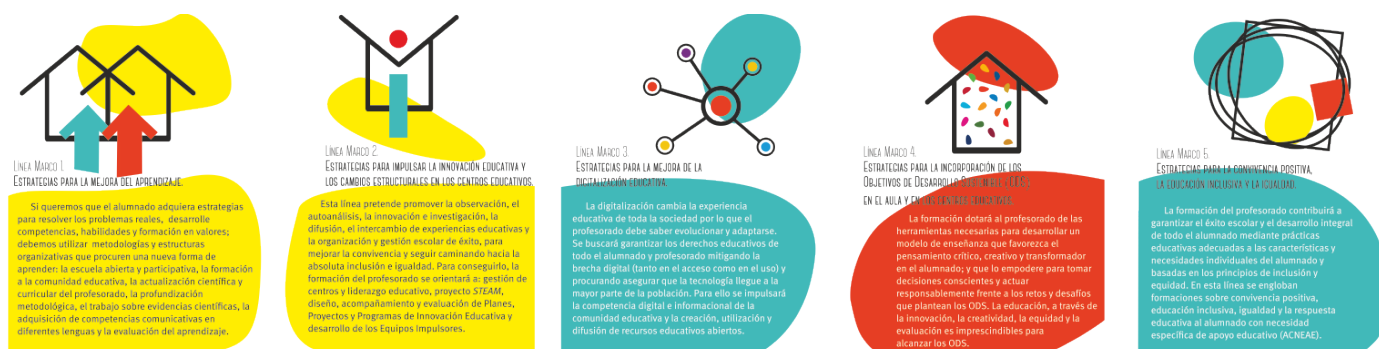 Línea Marco 1.
Estrategias para la mejora del aprendizaje.
Si queremos que el alumnado adquiera estrategias
para resolver los problemas reales, desarrolle
competencias, habilidades y formación en valores;
debemos utilizar metodologías y estructuras
organizativas que procuren una nueva forma de
aprender: la escuela abierta y participativa, la formación
a la comunidad educativa, la actualización científica y
curricular del profesorado, la profundización
metodológica, el trabajo sobre evidencias científicas, la
adquisición de competencias comunicativas en
diferentes lenguas y la evaluación del aprendizaje.
Línea Marco 2.
Estrategias para impulsar la innovación educativa y
los cambios estructurales en los centros educativos.
Esta línea pretende promover la observación, el
autoanálisis, la innovación e investigación, la
difusión, el intercambio de experiencias educativas y
la organización y gestión escolar de éxito, para
mejorar la convivencia y seguir caminando hacia la
absoluta inclusión e igualdad. Para conseguirlo, la
formación del profesorado se orientará a: gestión de
centros y liderazgo educativo, proyecto STEAM,
diseño, acompañamiento y evaluación de Planes,
Proyectos y Programas de Innovación Educativa y
desarrollo de los Equipos Impulsores.
Línea Marco 3.
Estrategias para la mejora de la
digitalización educativa.
La digitalización cambia la experiencia
educativa de toda la sociedad por lo que el
profesorado debe saber evolucionar y adaptarse.
Se buscará garantizar los derechos educativos de
todo el alumnado y profesorado mitigando la
brecha digital (tanto en el acceso como en el uso) y
procurando asegurar que la tecnología llegue a la
mayor parte de la población. Para ello se impulsará
la competencia digital e informacional de la
comunidad educativa y la creación, utilización y
difusión de recursos educativos abiertos.
Línea Marco 4.
Estrategias para la incorporación de los
Objetivos de Desarrollo Sostenible (ODS)
en el aula y en los centros educativos.
La formación dotará al profesorado de las
herramientas necesarias para desarrollar un
modelo de enseñanza que favorezca el
pensamiento crítico, creativo y transformador
en el alumnado; y que lo empodere para tomar
decisiones conscientes y actuar
responsablemente frente a los retos y desafíos
que plantean los ODS. La educación, a través de
la innovación, la creatividad, la equidad y la
evaluación es imprescindibles para
alcanzar los ODS.
Línea Marco 5.
Estrategias para la convivencia positiva,
la educación inclusiva y la igualdad.
La formación del profesorado contribuirá a
garantizar el éxito escolar y el desarrollo integral
de todo el alumnado mediante prácticas
educativas adecuadas a las características y
necesidades individuales del alumnado y
basadas en los principios de inclusión y
equidad. En esta línea se engloban
formaciones sobre convivencia positiva,
educación inclusiva, igualdad y la respuesta
educativa al alumnado con necesidad
específica de apoyo educativo (ACNEAE).